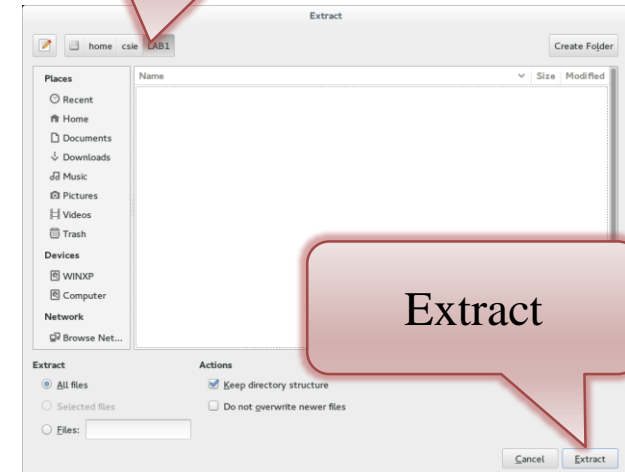 Extract
home csie LAB1 Create Folder
Places Name Size Modified
Recent
Home
Documents
Downloads
Music
Pictures
Videos
Trash
Devices
WINXP
Computer
Network
Browse Net...
Extract
Extract Actions
All files Keep directory structure
Selected files Do not overwrite newer files
Files:
Cancel Extract